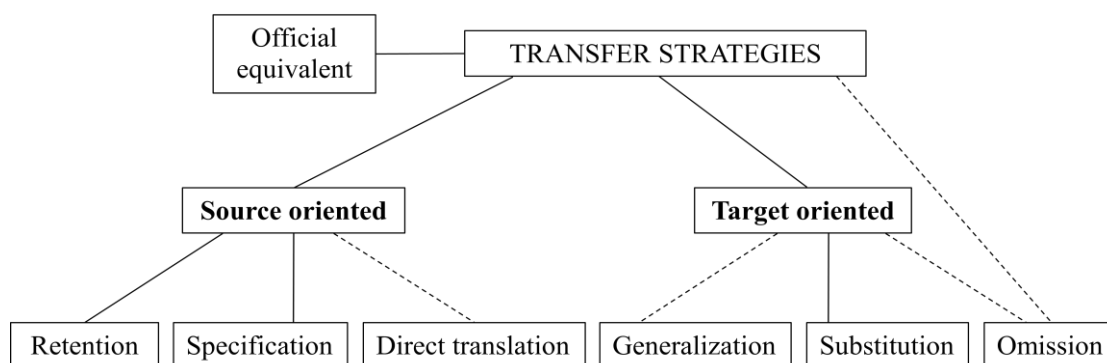 Official
equivalent
TRANSFER STRATEGIES
Source oriented
Target oriented
Retention
Specification
Direct translation
Generalization
Substitution
Omission